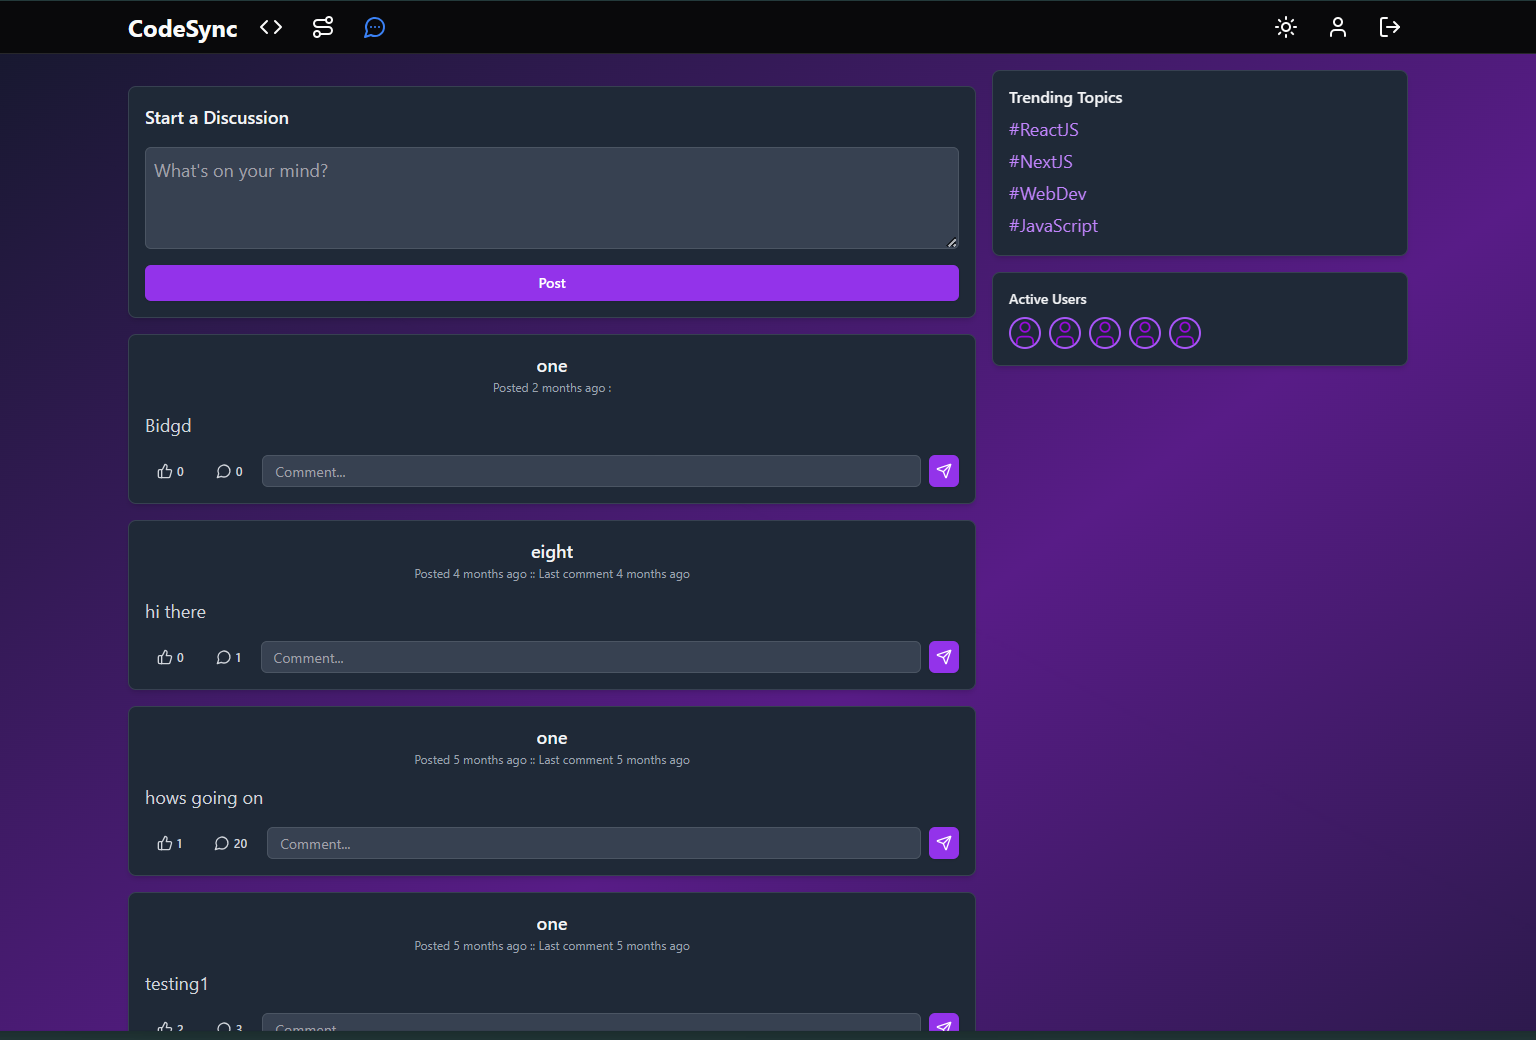 CodeSync
Start a Discussion
What's on your mind?
Post
one
Posted 2 months ago :
Bidgd
0 0 Comment...
eight
Posted 4 months ago :: Last comment 4 months ago
hi there
0 1 Comment...
one
Posted 5 months ago :: Last comment 5 months ago
hows going on
1 20 Comment...
one
Posted 5 months ago :: Last comment 5 months ago
testing1
2 3 Comment...
Trending Topics
#ReactJS
#NextJS
#WebDev
#JavaScript
Active Users